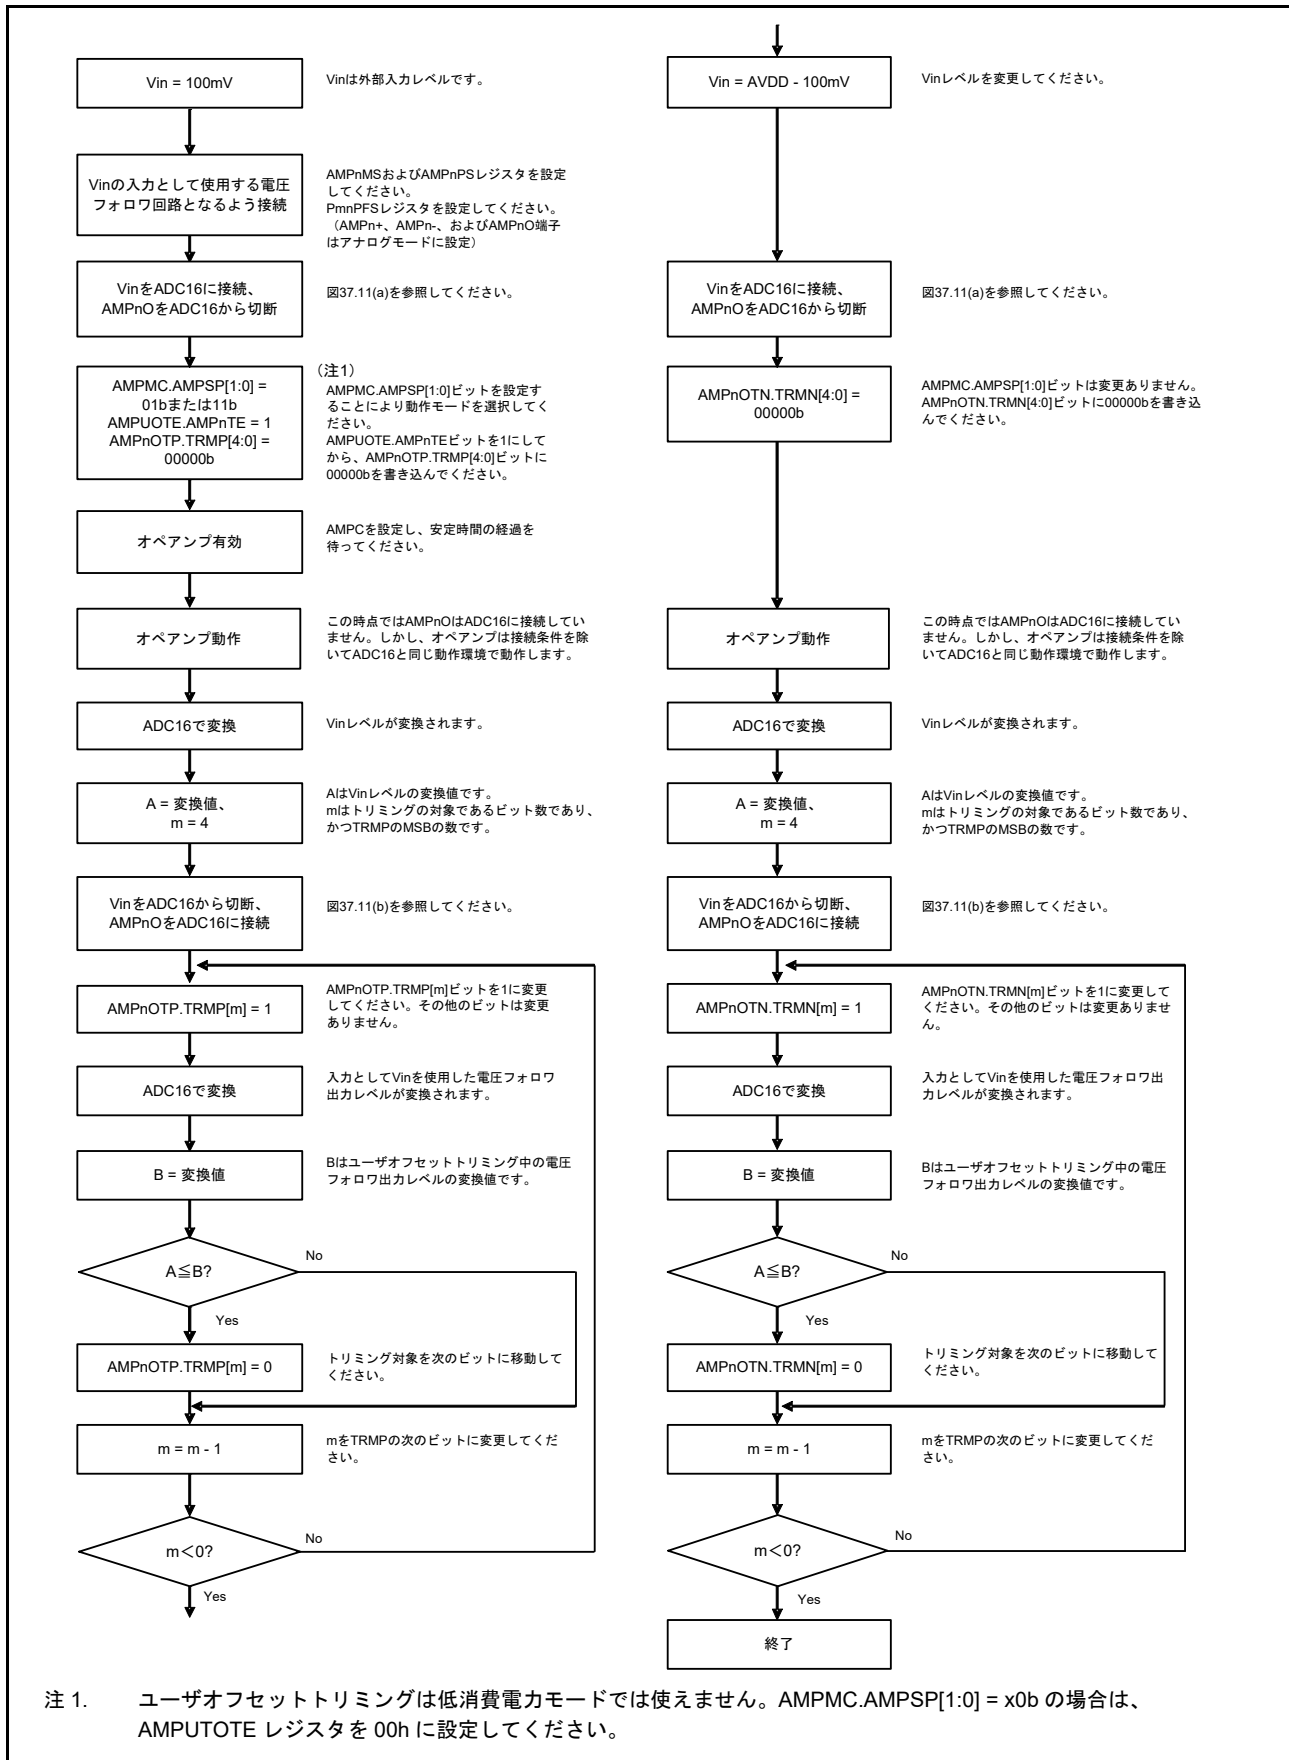 Vin = 100mV
Vinは外部入力レベルです。
Vinの入力として使用する電圧
フォロワ回路となるよう接続
AMPnMSおよびAMPnPSレジスタを設定
してください。
PmnPFSレジスタを設定してください。
（AMPn+、AMPn-、およびAMPnO端子
はアナログモードに設定）
VinをADC16に接続、
AMPnOをADC16から切断
図37.11(a)を参照してください。
AMPMC.AMPSP[1:0] =
01bまたは11b
AMPUOTE.AMPnTE = 1
AMPnOTP.TRMP[4:0] =
00000b
（注1）
AMPMC.AMPSP[1:0]ビットを設定す
ることにより動作モードを選択してく
ださい。
AMPUOTE.AMPnTEビットを1にして
から、AMPnOTP.TRMP[4:0]ビットに
00000bを書き込んでください。
オペアンプ有効
AMPCを設定し、安定時間の経過を
待ってください。
オペアンプ動作
この時点ではAMPnOはADC16に接続してい
ません。しかし、オペアンプは接続条件を除
いてADC16と同じ動作環境で動作します。
ADC16で変換
Vinレベルが変換されます。
A = 変換値、
m = 4
AはVinレベルの変換値です。
mはトリミングの対象であるビット数であり、
かつTRMPのMSBの数です。
VinをADC16から切断、
AMPnOをADC16に接続
図37.11(b)を参照してください。
AMPnOTP.TRMP[m] = 1
AMPnOTP.TRMP[m]ビットを1に変更
してください。その他のビットは変更
ありません。
ADC16で変換
入力としてVinを使用した電圧フォロワ
出力レベルが変換されます。
B = 変換値
Bはユーザオフセットトリミング中の電圧
フォロワ出力レベルの変換値です。
A≦B?
No
Yes
AMPnOTP.TRMP[m] = 0
トリミング対象を次のビットに移動して
ください。
m = m - 1
mをTRMPの次のビットに変更してくだ
さい。
m＜0?
No
Yes
Vin = AVDD - 100mV
Vinレベルを変更してください。
VinをADC16に接続、
AMPnOをADC16から切断
図37.11(a)を参照してください。
AMPnOTN.TRMN[4:0] =
00000b
AMPMC.AMPSP[1:0]ビットは変更ありません。
AMPnOTN.TRMN[4:0]ビットに00000bを書き込
んでください。
オペアンプ動作
この時点ではAMPnOはADC16に接続してい
ません。しかし、オペアンプは接続条件を除
いてADC16と同じ動作環境で動作します。
ADC16で変換
Vinレベルが変換されます。
A = 変換値、
m = 4
AはVinレベルの変換値です。
mはトリミングの対象であるビット数であり、
かつTRMPのMSBの数です。
VinをADC16から切断、
AMPnOをADC16に接続
図37.11(b)を参照してください。
AMPnOTN.TRMN[m] = 1
AMPnOTN.TRMN[m]ビットを1に変更して
ください。その他のビットは変更ありませ
ん。
ADC16で変換
入力としてVinを使用した電圧フォロワ出
力レベルが変換されます。
B = 変換値
Bはユーザオフセットトリミング中の電圧
フォロワ出力レベルの変換値です。
A≦B?
No
Yes
AMPnOTN.TRMN[m] = 0
トリミング対象を次のビットに移動して
ください。
m = m - 1
mをTRMPの次のビットに変更してくだ
さい。
m＜0?
No
Yes
終了
注 1. ユーザオフセットトリミングは低消費電力モードでは使えません。AMPMC.AMPSP[1:0] = x0b の場合は、
AMPUTOTE レジスタを 00h に設定してください。